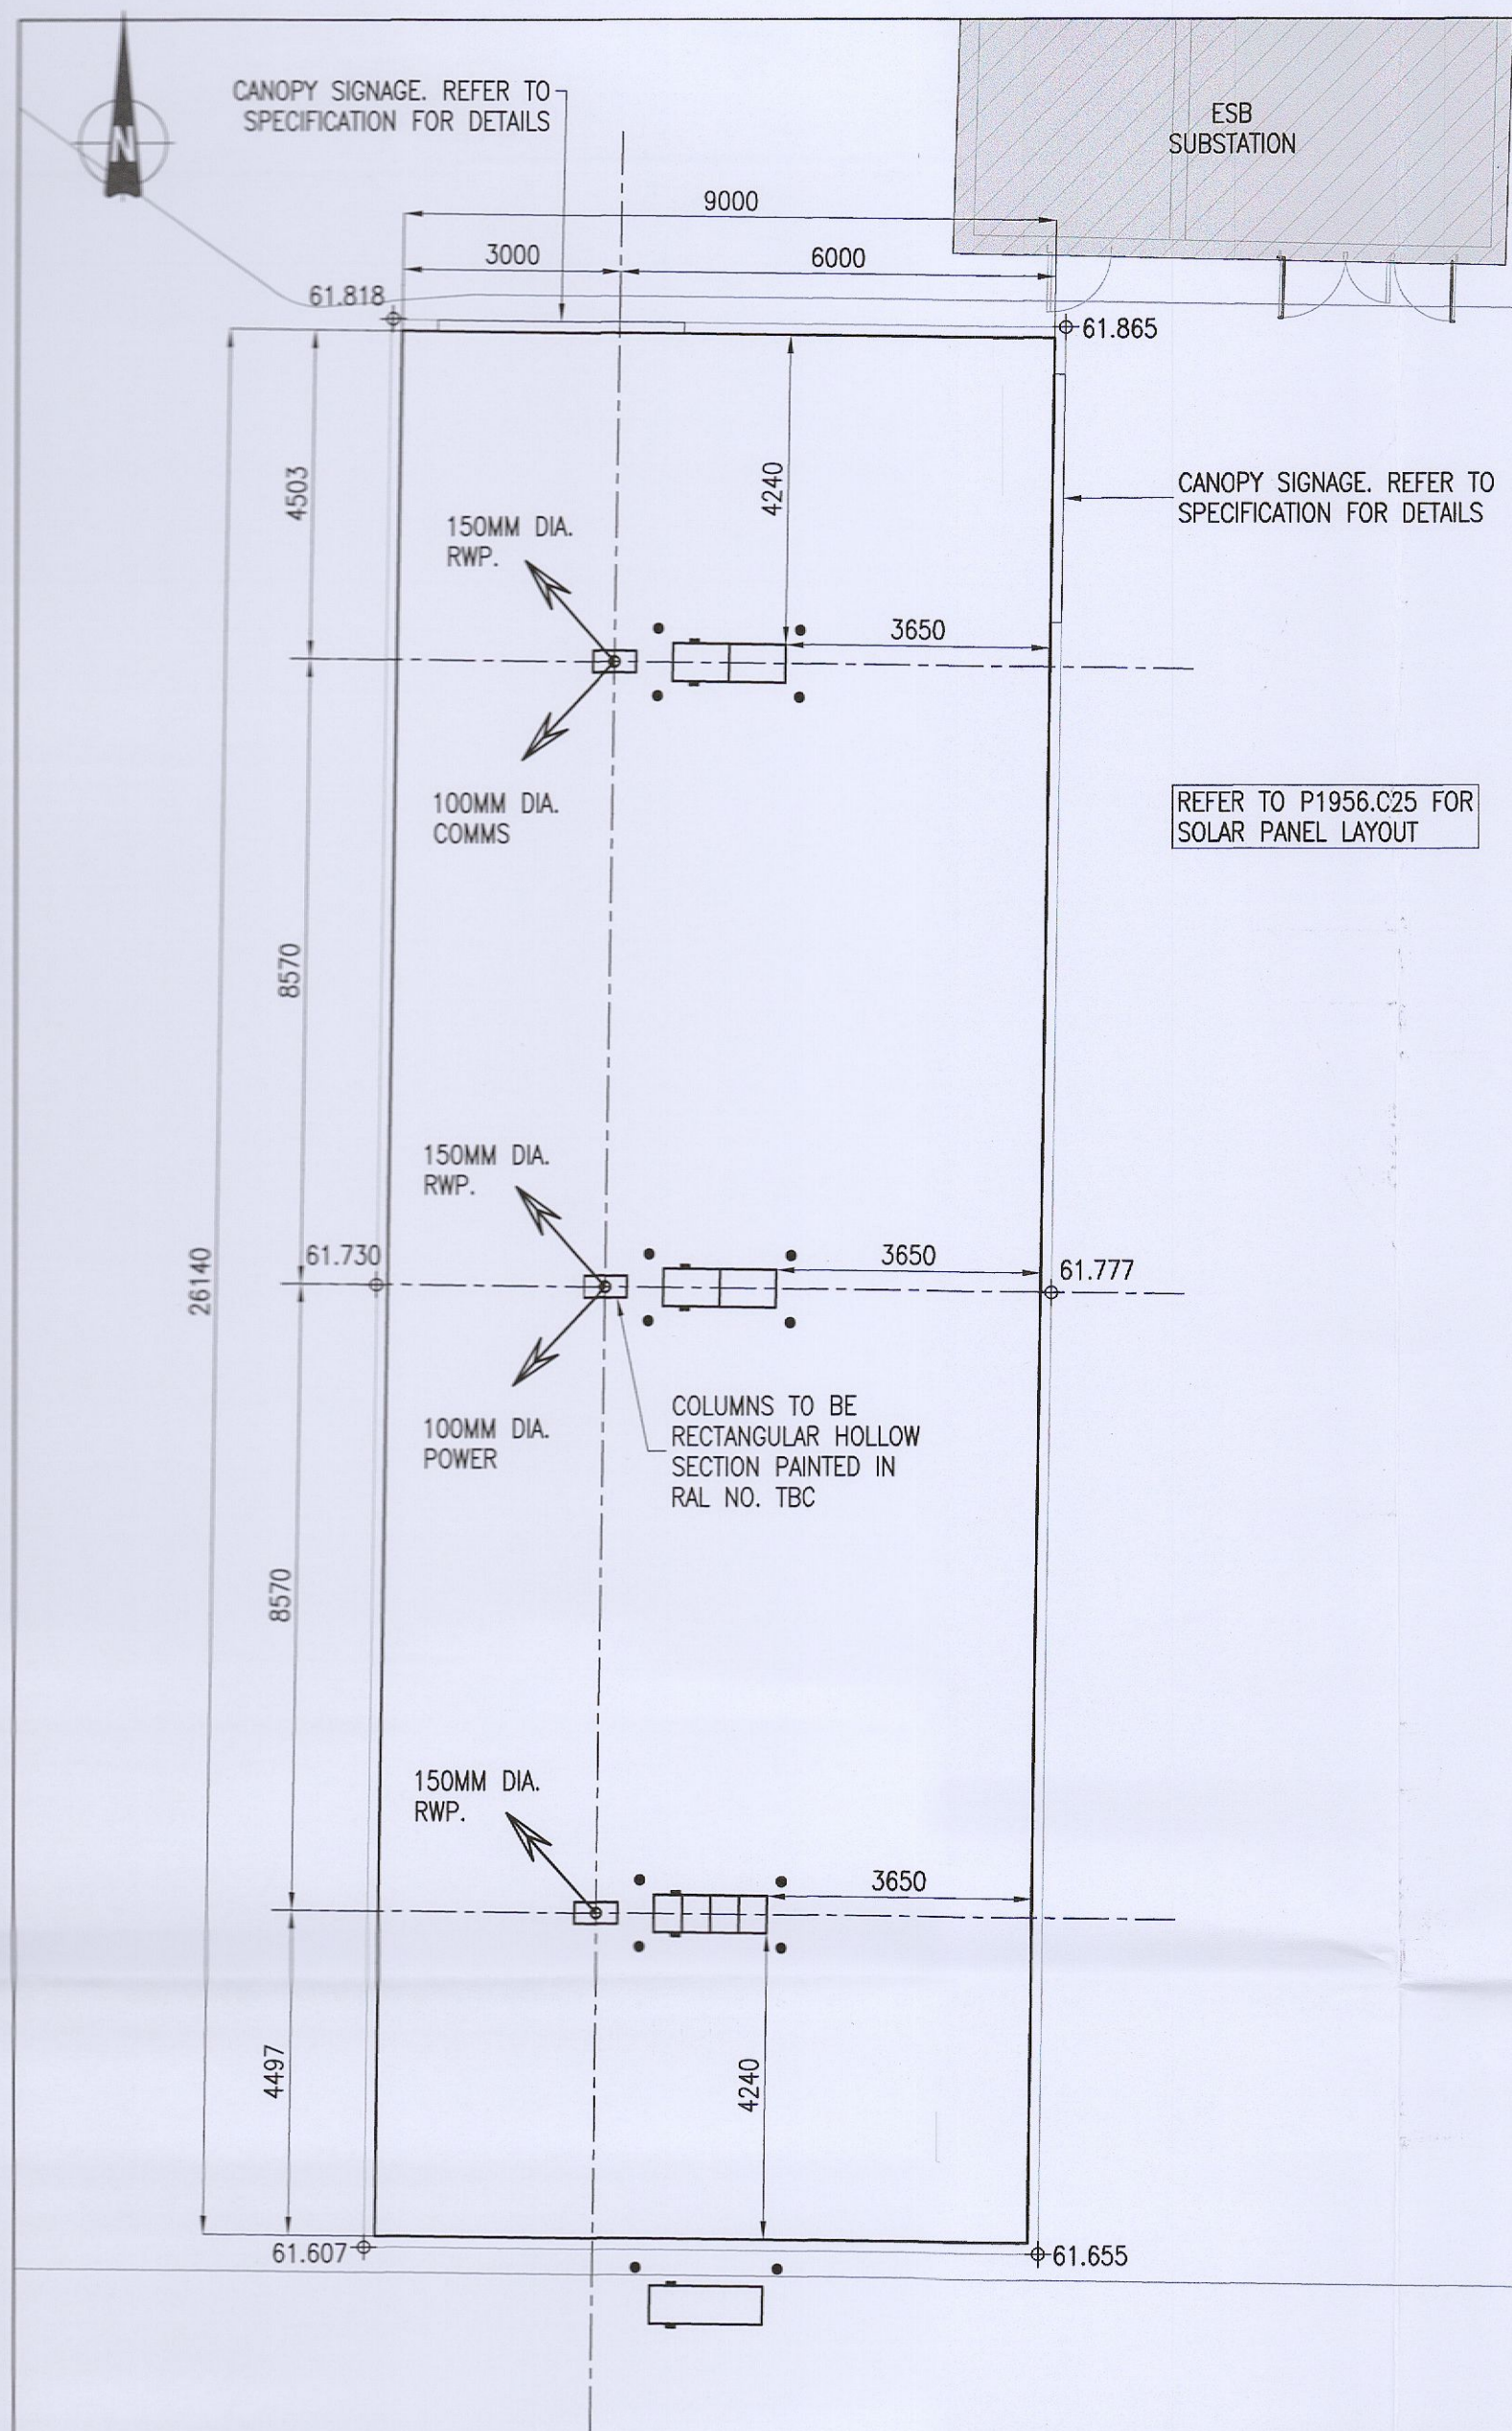 N
CANOPY SIGNAGE. REFER TO
SPECIFICATION FOR DETAILS
ESB
SUBSTATION
9000
3000
6000
61.818
61.865
4503
4240
CANOPY SIGNAGE. REFER TO
SPECIFICATION FOR DETAILS
150MM DIA.
RWP.
3650
100MM DIA.
COMMS
REFER TO P1956.C25 FOR
SOLAR PANEL LAYOUT
8570
150MM DIA.
RWP.
26140
61.730
3650
61.777
100MM DIA.
POWER
COLUMNS TO BE
RECTANGULAR HOLLOW
SECTION PAINTED IN
RAL NO. TBC
8570
150MM DIA.
RWP.
3650
4497
4240
61.607
61.655